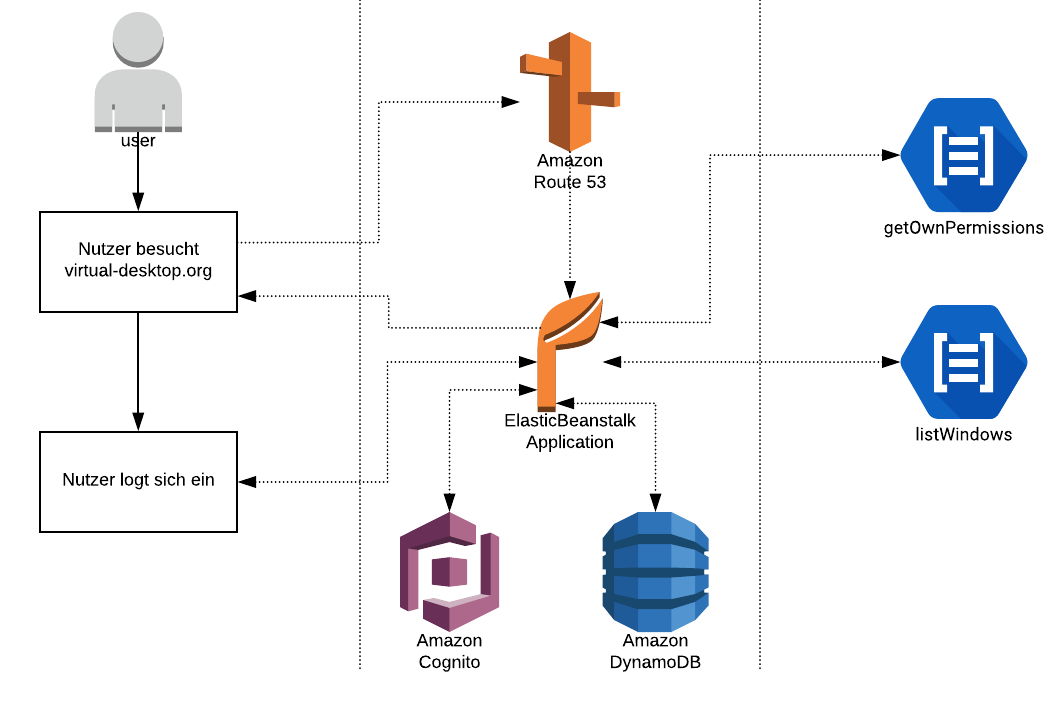 user
Nutzer besucht
virtual-desktop.org
Nutzer logt sich ein
Amazon
Route 53
ElasticBeanstalk
Application
Amazon
Cognito
Amazon
DynamoDB
getOwnPermissions
listWindows